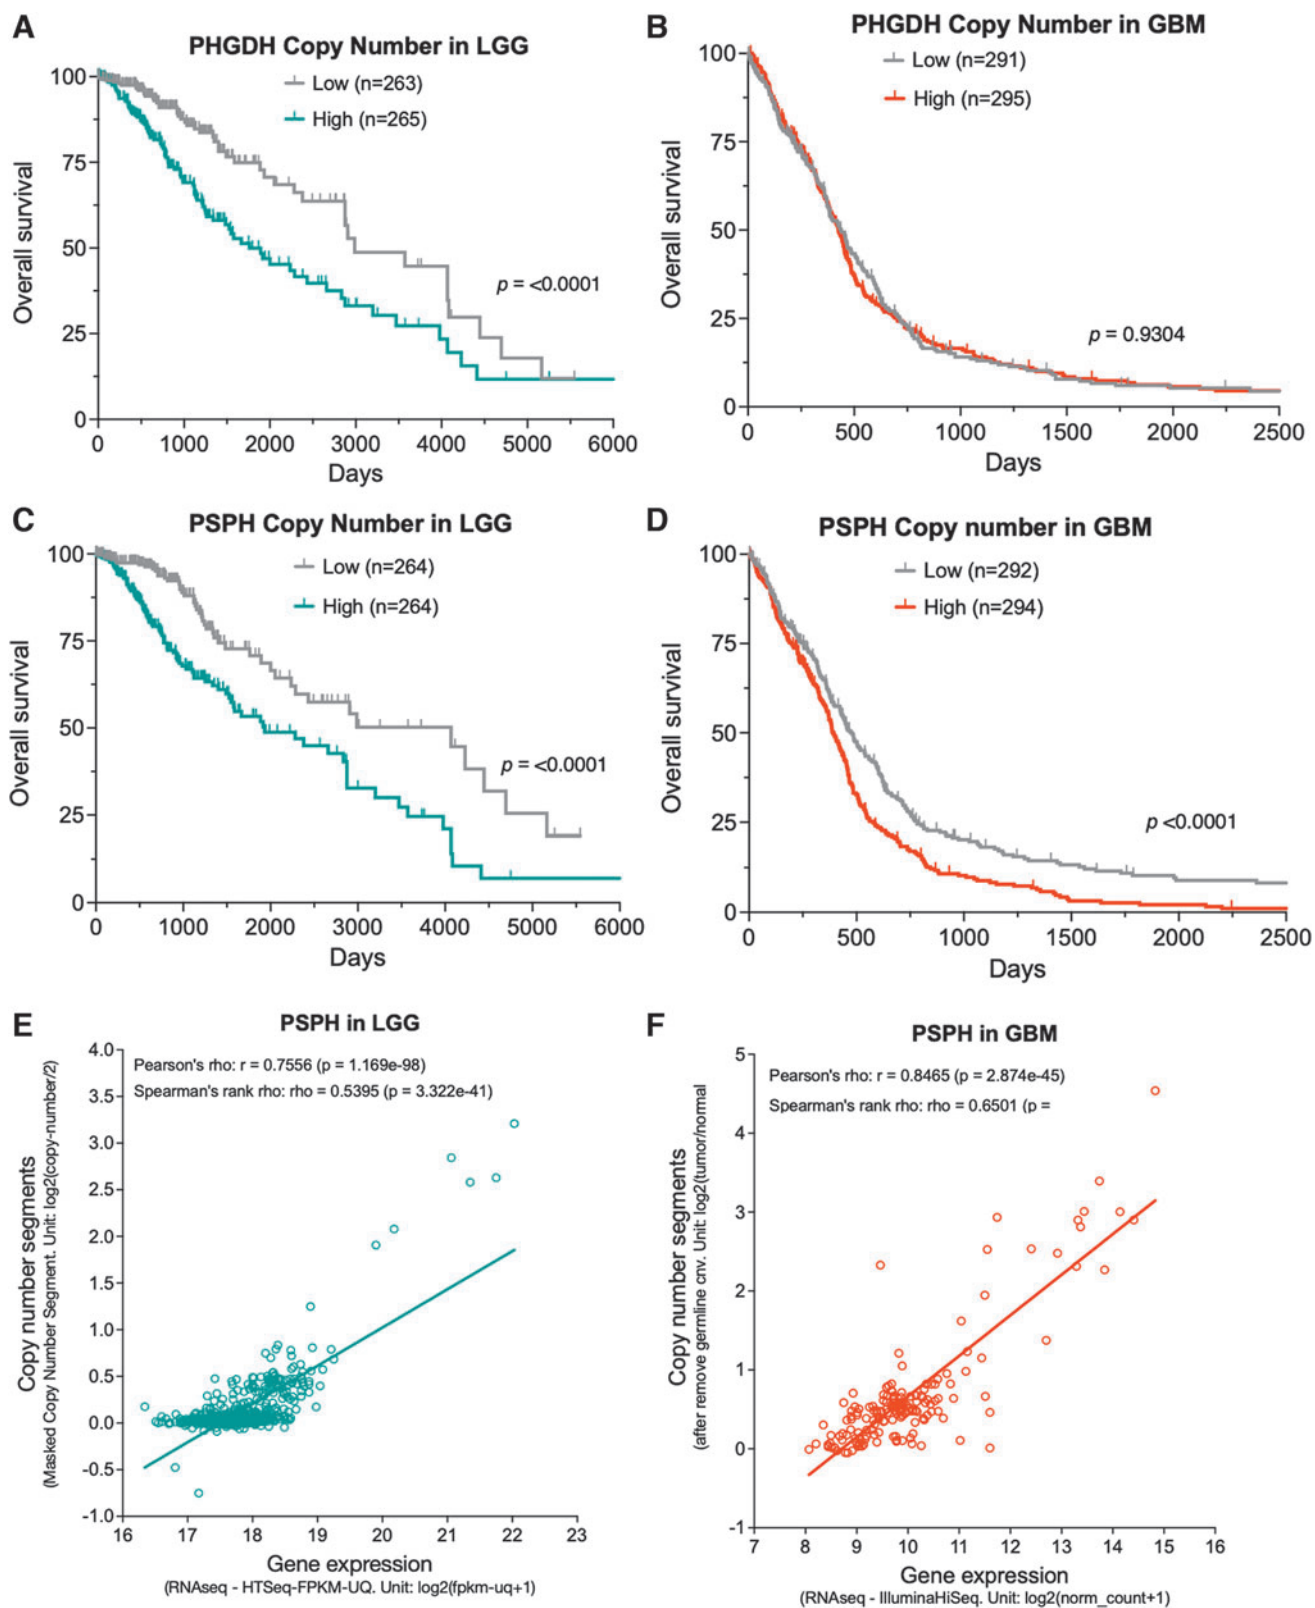 A
PHGDH Copy Number in LGG
Low (n=263)
High (n=265)
100
75
50
25
0
Overall survival
p = <0.0001
0 1000 2000 3000 4000 5000 6000
Days
B
PHGDH Copy Number in GBM
Low (n=291)
High (n=295)
100
75
50
25
0
Overall survival
p = 0.9304
0 500 1000 1500 2000 2500
Days
C
PSPH Copy Number in LGG
Low (n=264)
High (n=264)
100
75
50
25
0
Overall survival
p = <0.0001
0 1000 2000 3000 4000 5000 6000
Days
D
PSPH Copy number in GBM
Low (n=292)
High (n=294)
100
75
50
25
0
Overall survival
p <0.0001
0 500 1000 1500 2000 2500
Days
E
PSPH in LGG
Pearson's rho: r = 0.7556 (p = 1.169e-98)
Spearman's rank rho: rho = 0.5395 (p = 3.322e-41)
4.0
3.5
3.0
2.5
2.0
1.5
1.0
0.5
0.0
-0.5
-1.0
Copy number segments
(Masked Copy Number Segment. Unit: log2(copy-number/2)
16 17 18 19 20 21 22 23
Gene expression
(RNAseq - HTSeq-FPKM-UQ. Unit: log2(fpkm-uq+1)
F
PSPH in GBM
Pearson's rho: r = 0.8465 (p = 2.874e-45)
Spearman's rank rho: rho = 0.6501 (p =
5
4
3
2
1
0
-1
Copy number segments
(after remove germline cnv. Unit: log2(tumor/normal
7 8 9 10 11 12 13 14 15 16
Gene expression
(RNAseq - IlluminaHiSeq. Unit: log2(norm_count+1)